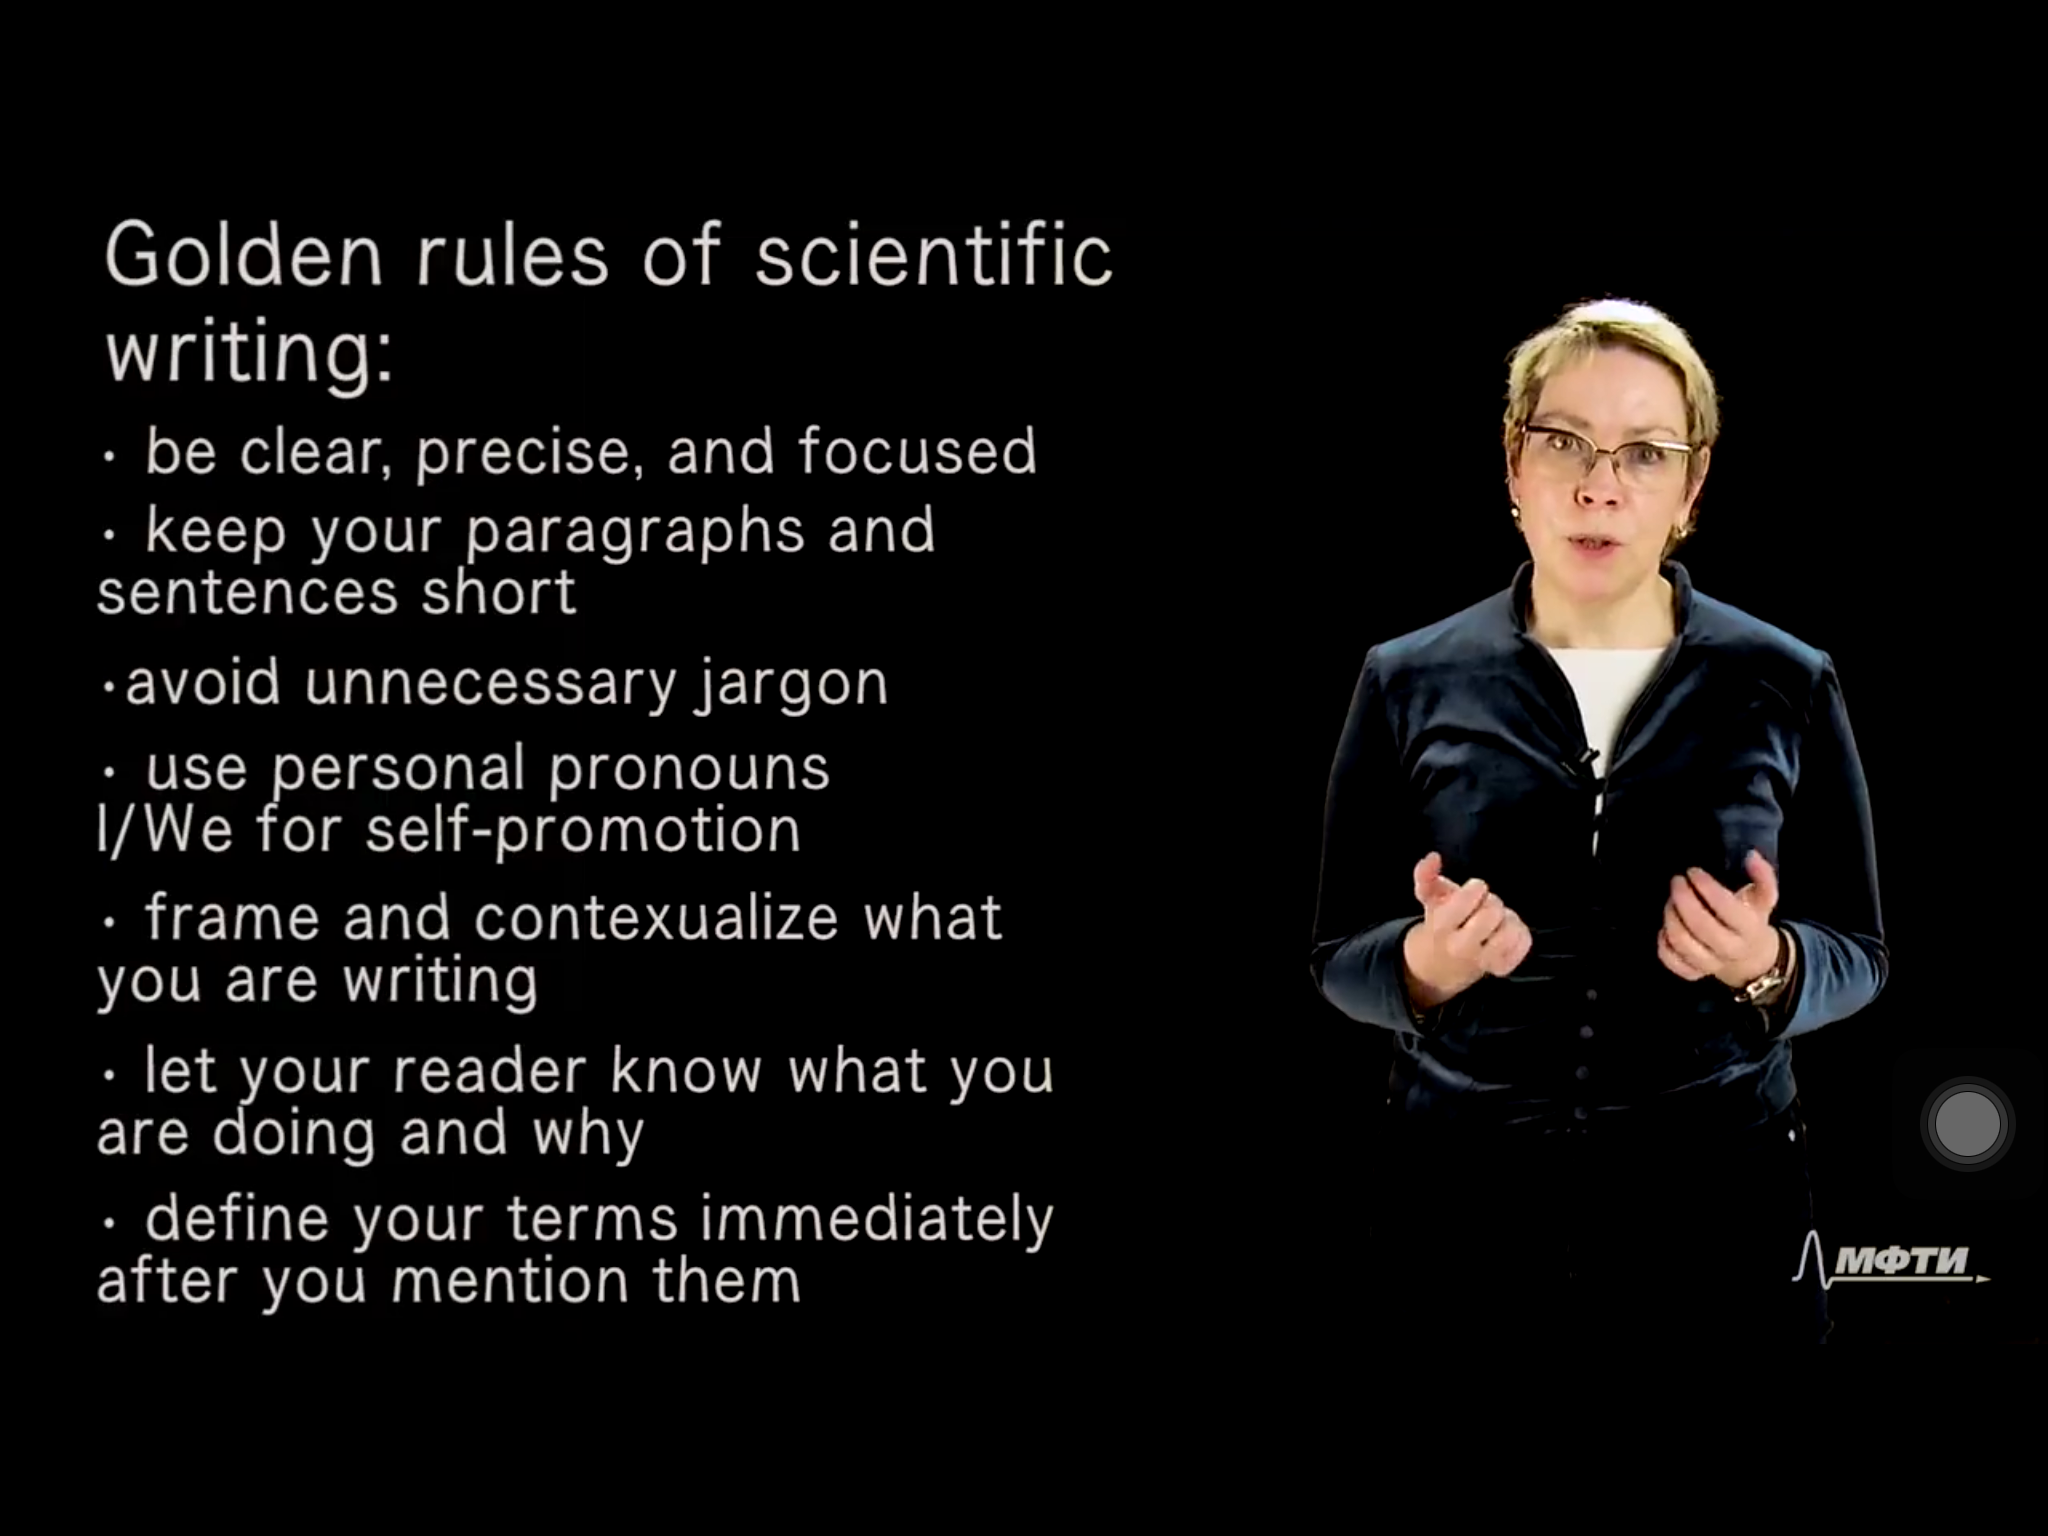 Golden rules of scientific
writing:
• be clear, precise, and focused
• keep your paragraphs and
sentences short
•avoid unnecessary jargon
• use personal pronouns
I/We for self-promotion
• frame and contexualize what
you are writing
• let your reader know what you
are doing and why
• define your terms immediately
after you mention them
МФТИ